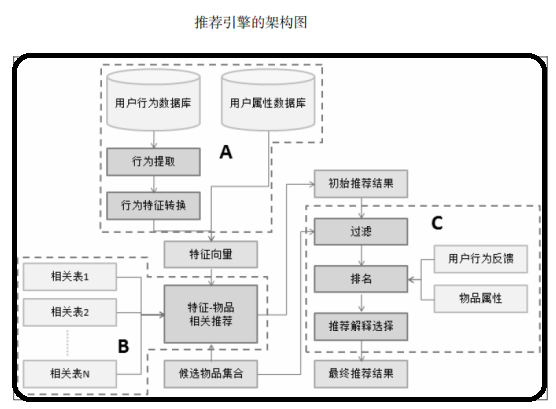 推荐引擎的架构图
用户行为数据库
用户属性数据库
行为提取
A
行为特征转换
初始推荐结果
C
过滤
特征向量
用户行为反馈
相关表1
排名
特征-物品
相关推荐
物品属性
相关表2
推荐解释选择
B
相关表N
候选物品集合
最终推荐结果